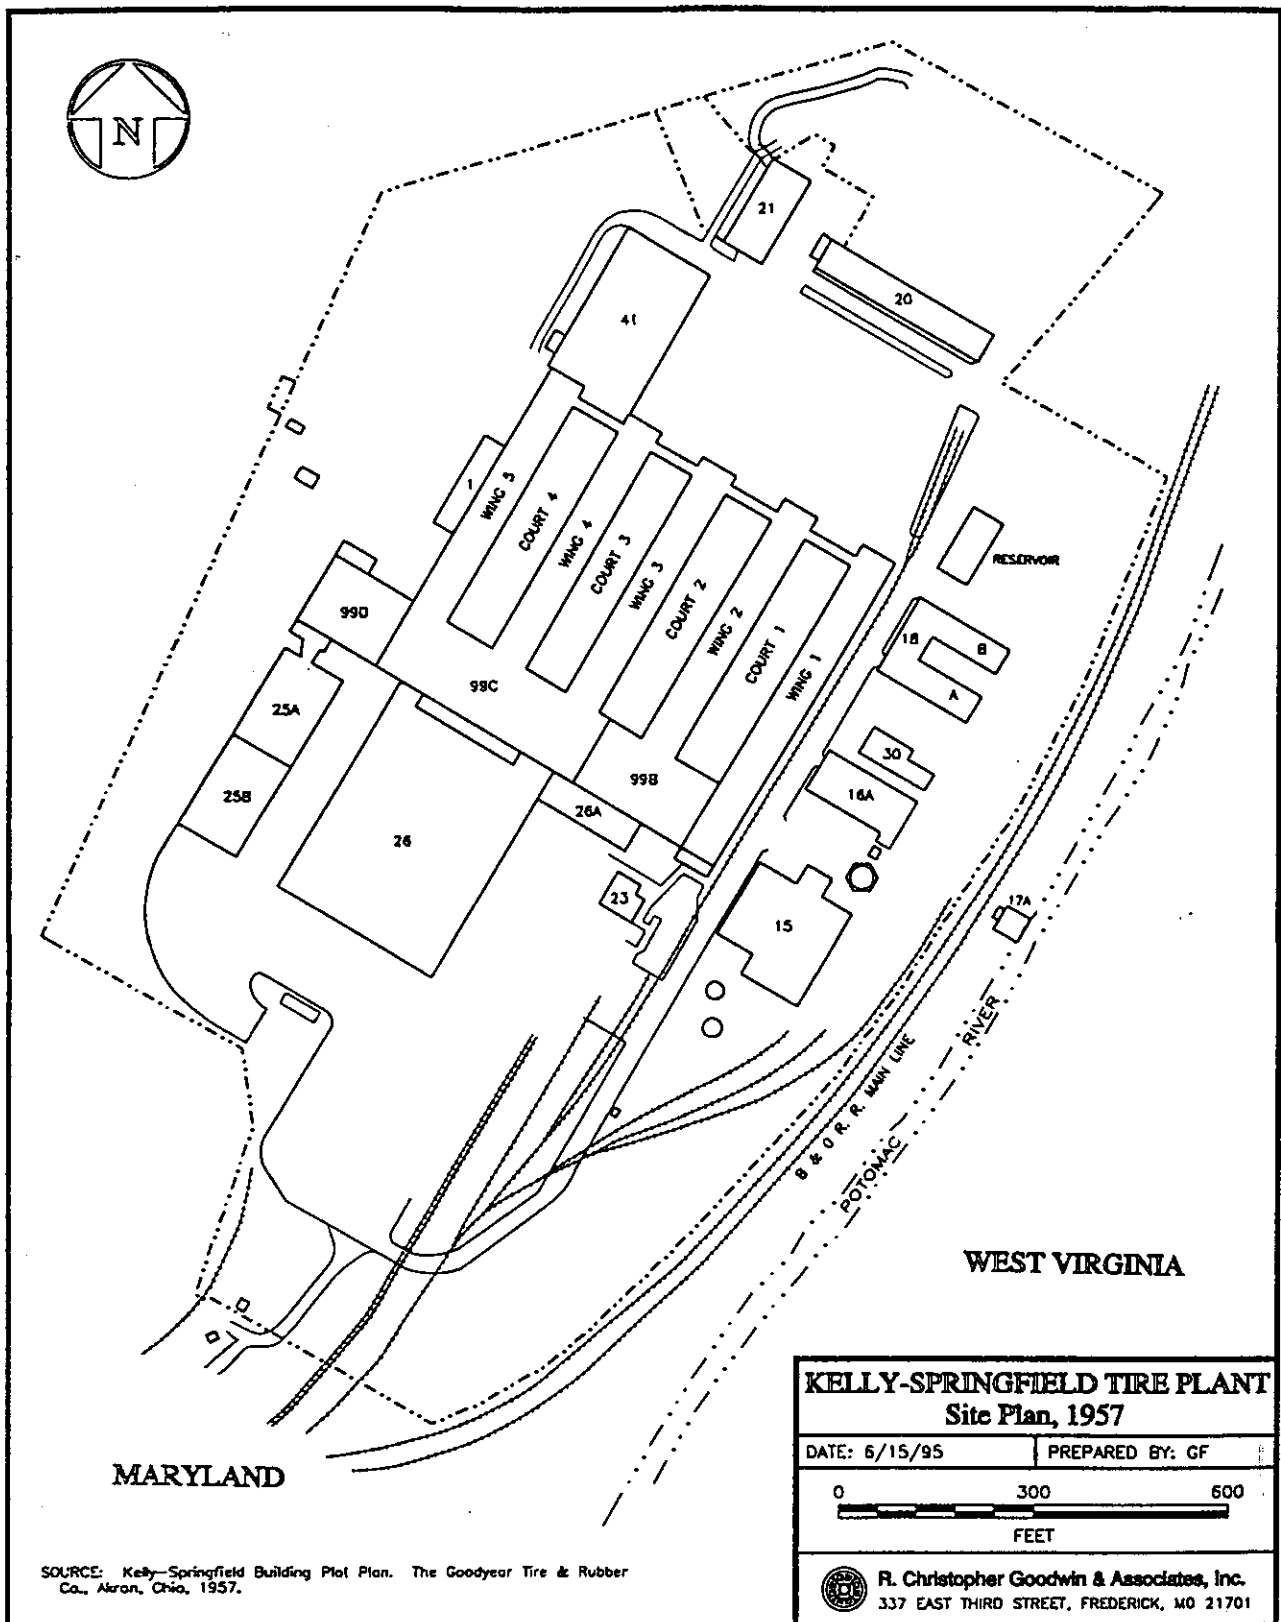 N
21
20
41
1
WING 5
COURT 4
WING 4
COURT 3
WING 3
COURT 2
WING 2
COURT 1
WING 1
RESERVOIR
18
B
A
99D
99C
25A
30
99B
16A
25B
26A
26
23
17A
15
B & O R. R. MAIN LINE
POTOMAC RIVER
WEST VIRGINIA
MARYLAND
KELLY-SPRINGFIELD TIRE PLANT
Site Plan, 1957
DATE: 6/15/95
PREPARED BY: GF
0 300 600
FEET
R. Christopher Goodwin & Associates, Inc.
337 EAST THIRD STREET, FREDERICK, MD 21701
SOURCE: Kelly-Springfield Building Plot Plan. The Goodyear Tire & Rubber
Co., Akron, Ohio, 1957.